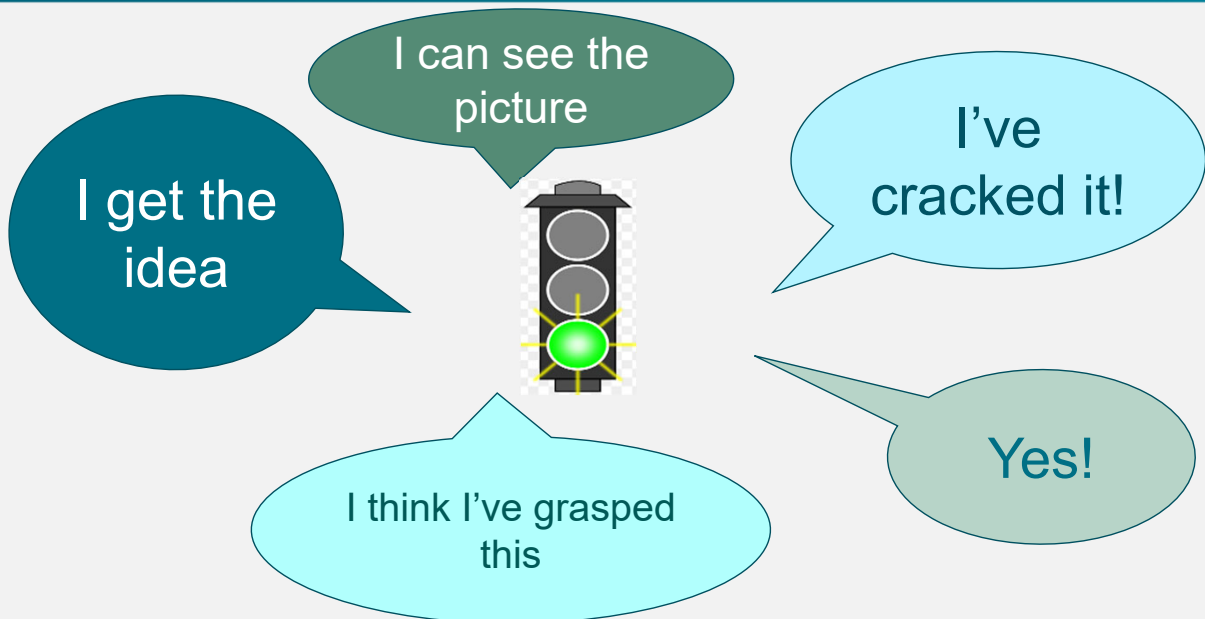 I can see the
picture
I've
cracked it!
I get the
idea
Yes!
I think I've grasped
this